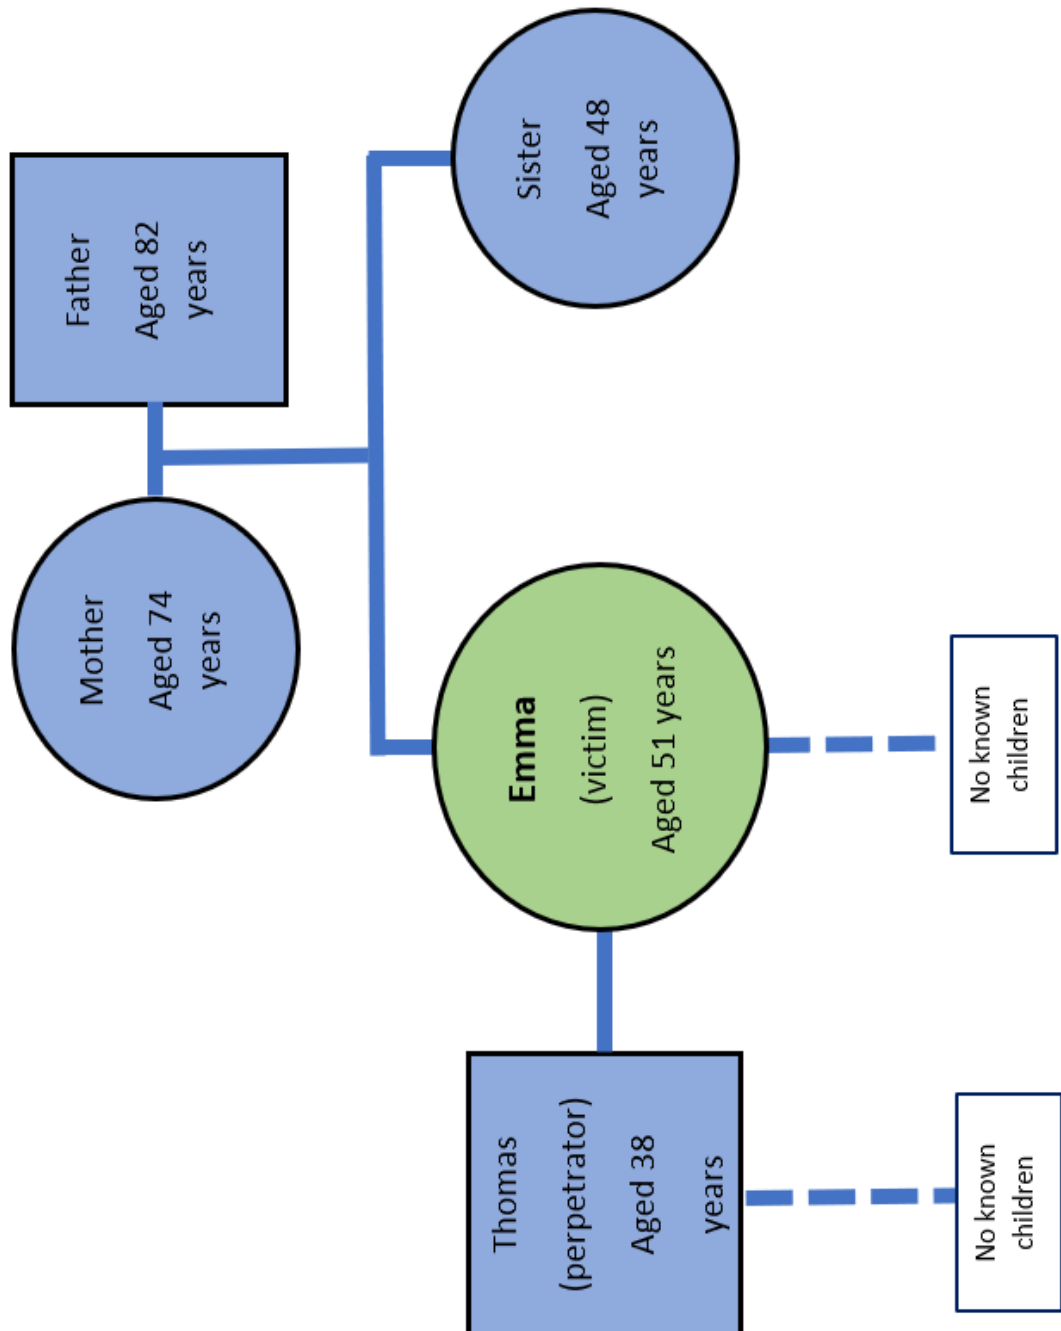 Mother
Aged 74
years
Father
Aged 82
years
Thomas
(perpetrator)
Aged 38
years
Emma
(victim)
Aged 51 years
Sister
Aged 48
years
No known
children
No known
children